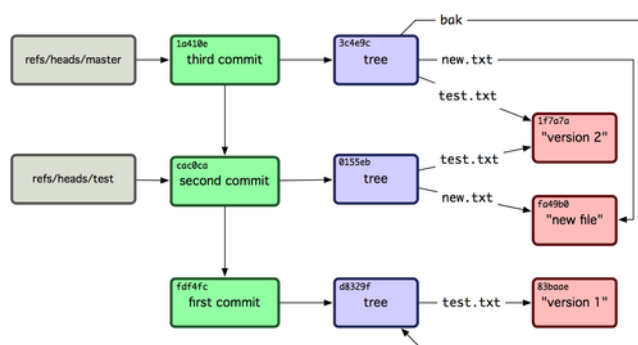 bak
1a410e
3c4e9c
refs/heads/master
third commit
tree
new.txt
test.txt
1f7a7a
"version 2"
cac0ca
0155eb
test.txt
refs/heads/test
second commit
tree
new.txt
fa49b0
"new file"
fdf4fc
d8329f
83baae
first commit
tree
test.txt
"version 1"